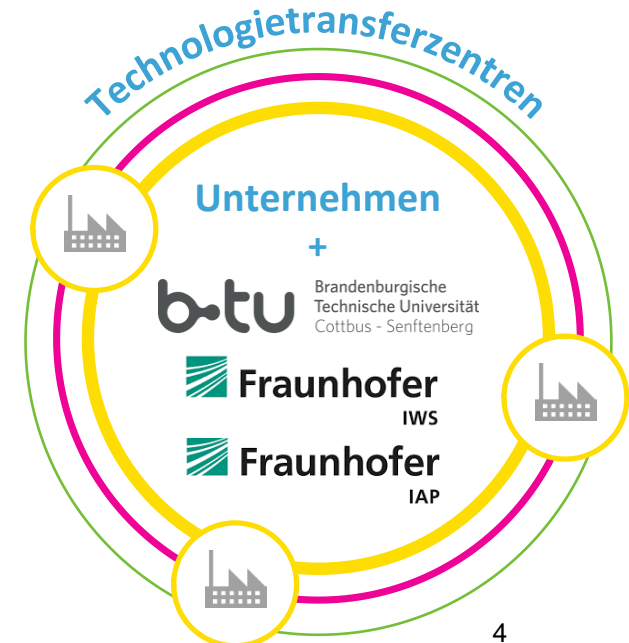 Technologietransferzentren
Unternehmen
+
b-tu
Brandenburgische
Technische Universität
Cottbus - Senftenberg
Fraunhofer
IWS
Fraunhofer
IAP
4